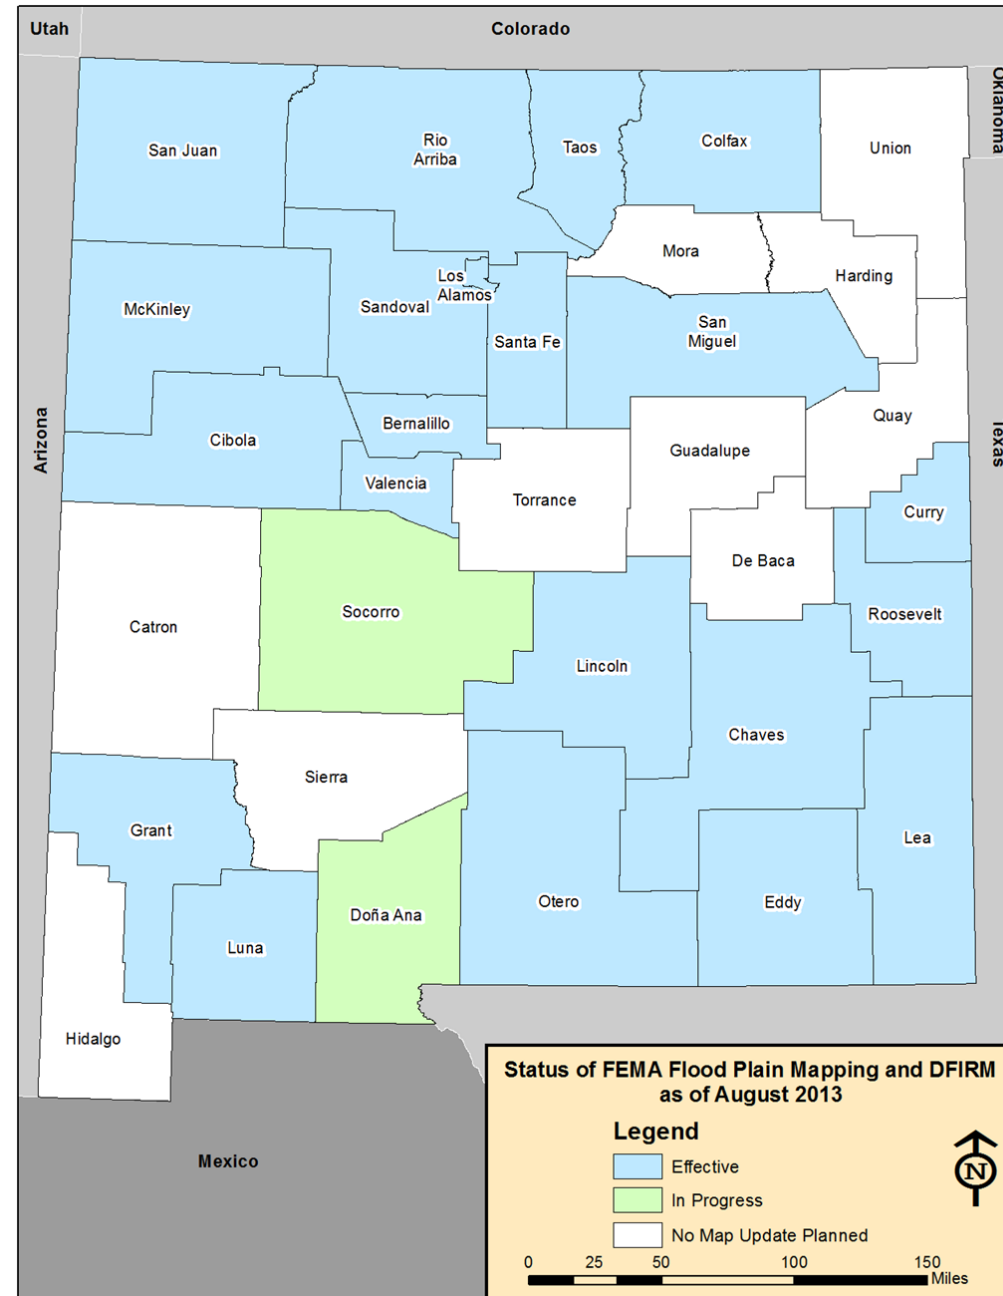 Utah
Colorado
Oklahoma
San Juan
Rio
Arriba
Taos
Colfax
Union
Mora
Harding
McKinley
Los
Alamos
Sandoval
Santa Fe
San
Miguel
Arizona
Texas
Quay
Cibola
Bernalillo
Guadalupe
Valencia
Torrance
Curry
De Baca
Catron
Socorro
Roosevelt
Lincoln
Chaves
Sierra
Grant
Lea
Otero
Eddy
Doña Ana
Luna
Hidalgo
Mexico
Status of FEMA Flood Plain Mapping and DFIRM
as of August 2013
Legend
Effective
In Progress
No Map Update Planned
N
0 25 50 100 150
Miles